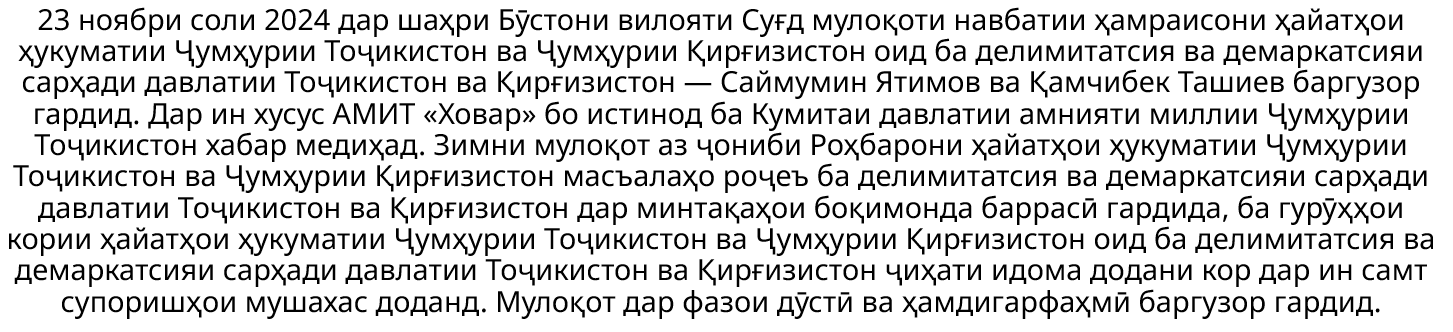 23 ноябри соли 2024 дар шаҳри Бӯстони вилояти Суғд мулоқоти навбатии ҳамраисони ҳайатҳои
ҳукуматии Ҷумҳурии Тоҷикистон ва Ҷумҳурии Қирғизистон оид ба делимитатсия ва демаркатсияи
сарҳади давлатии Тоҷикистон ва Қирғизистон — Саймумин Ятимов ва Қамчибек Ташиев баргузор
гардид. Дар ин хусус АМИТ «Ховар» бо истинод ба Кумитаи давлатии амнияти миллии Ҷумҳурии
Тоҷикистон хабар медиҳад. Зимни мулоқот аз ҷониби Роҳбарони ҳайатҳои ҳукуматии Ҷумҳурии
Тоҷикистон ва Ҷумҳурии Қирғизистон масъалаҳо роҷеъ ба делимитатсия ва демаркатсияи сарҳади
давлатии Тоҷикистон ва Қирғизистон дар минтақаҳои боқимонда баррасӣ гардида, ба гурӯҳҳои
кории ҳайатҳои ҳукуматии Ҷумҳурии Тоҷикистон ва Ҷумҳурии Қирғизистон оид ба делимитатсия ва
демаркатсияи сарҳади давлатии Тоҷикистон ва Қирғизистон ҷиҳати идома додани кор дар ин самт
супоришҳои мушахас доданд. Мулоқот дар фазои дӯстӣ ва ҳамдигарфаҳмӣ баргузор гардид.